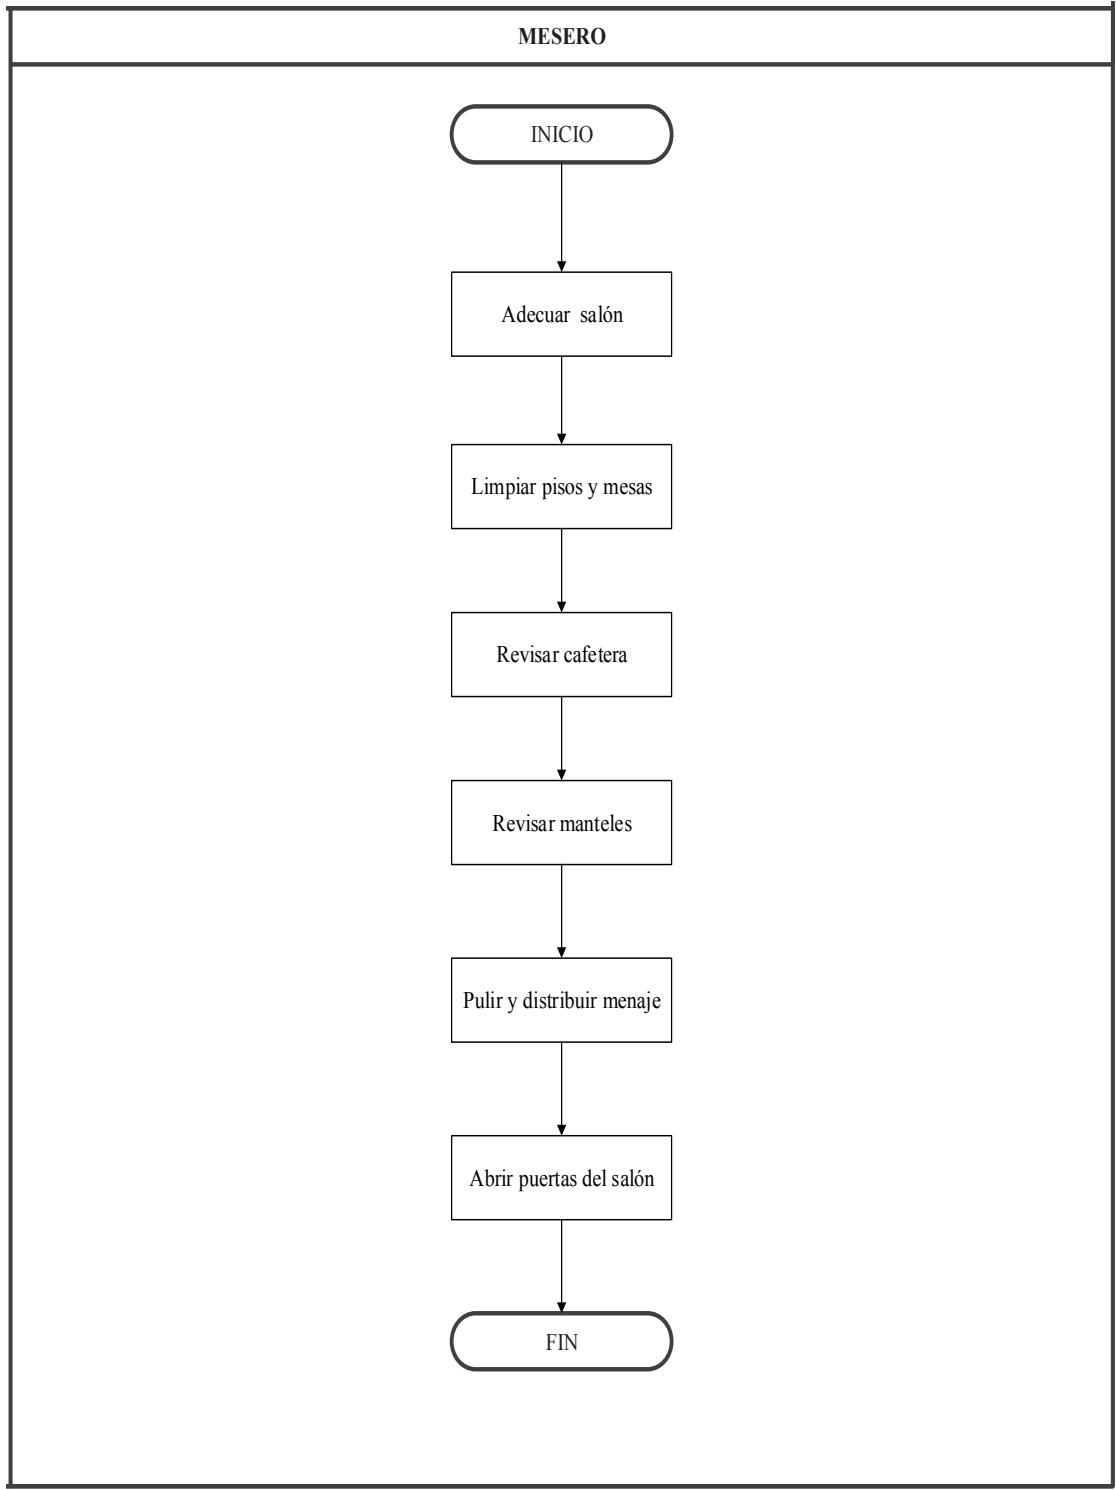 MESERO
INICIO
Adecuar salón
Limpiar pisos y mesas
Revisar cafetera
Revisar manteles
Pulir y distribuir menaje
Abrir puertas del salón
FIN